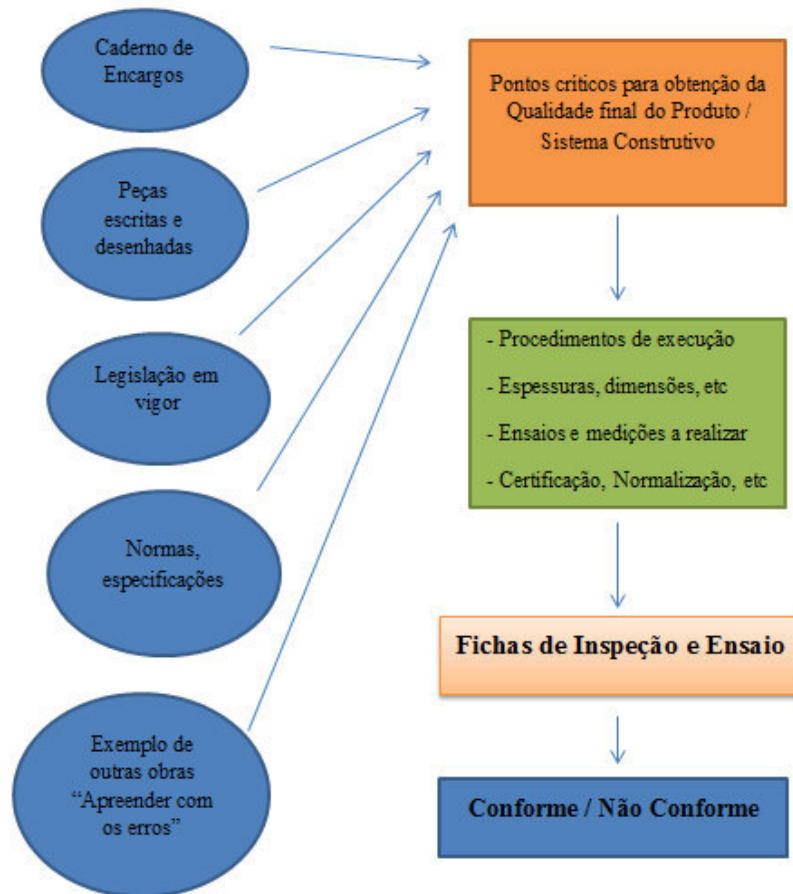 Caderno de
Encargos
Peças
escritas e
desenhadas
Legislação em
vigor
Normas,
especificações
Exemplo de
outras obras
“Apreender com
os erros”
Pontos criticos para obtenção da
Qualidade final do Produto /
Sistema Construtivo
- Procedimentos de execução
- Espessuras, dimensões, etc
- Ensaios e medições a realizar
- Certificação, Normalização, etc
Fichas de Inspeção e Ensaio
Conforme / Não Conforme